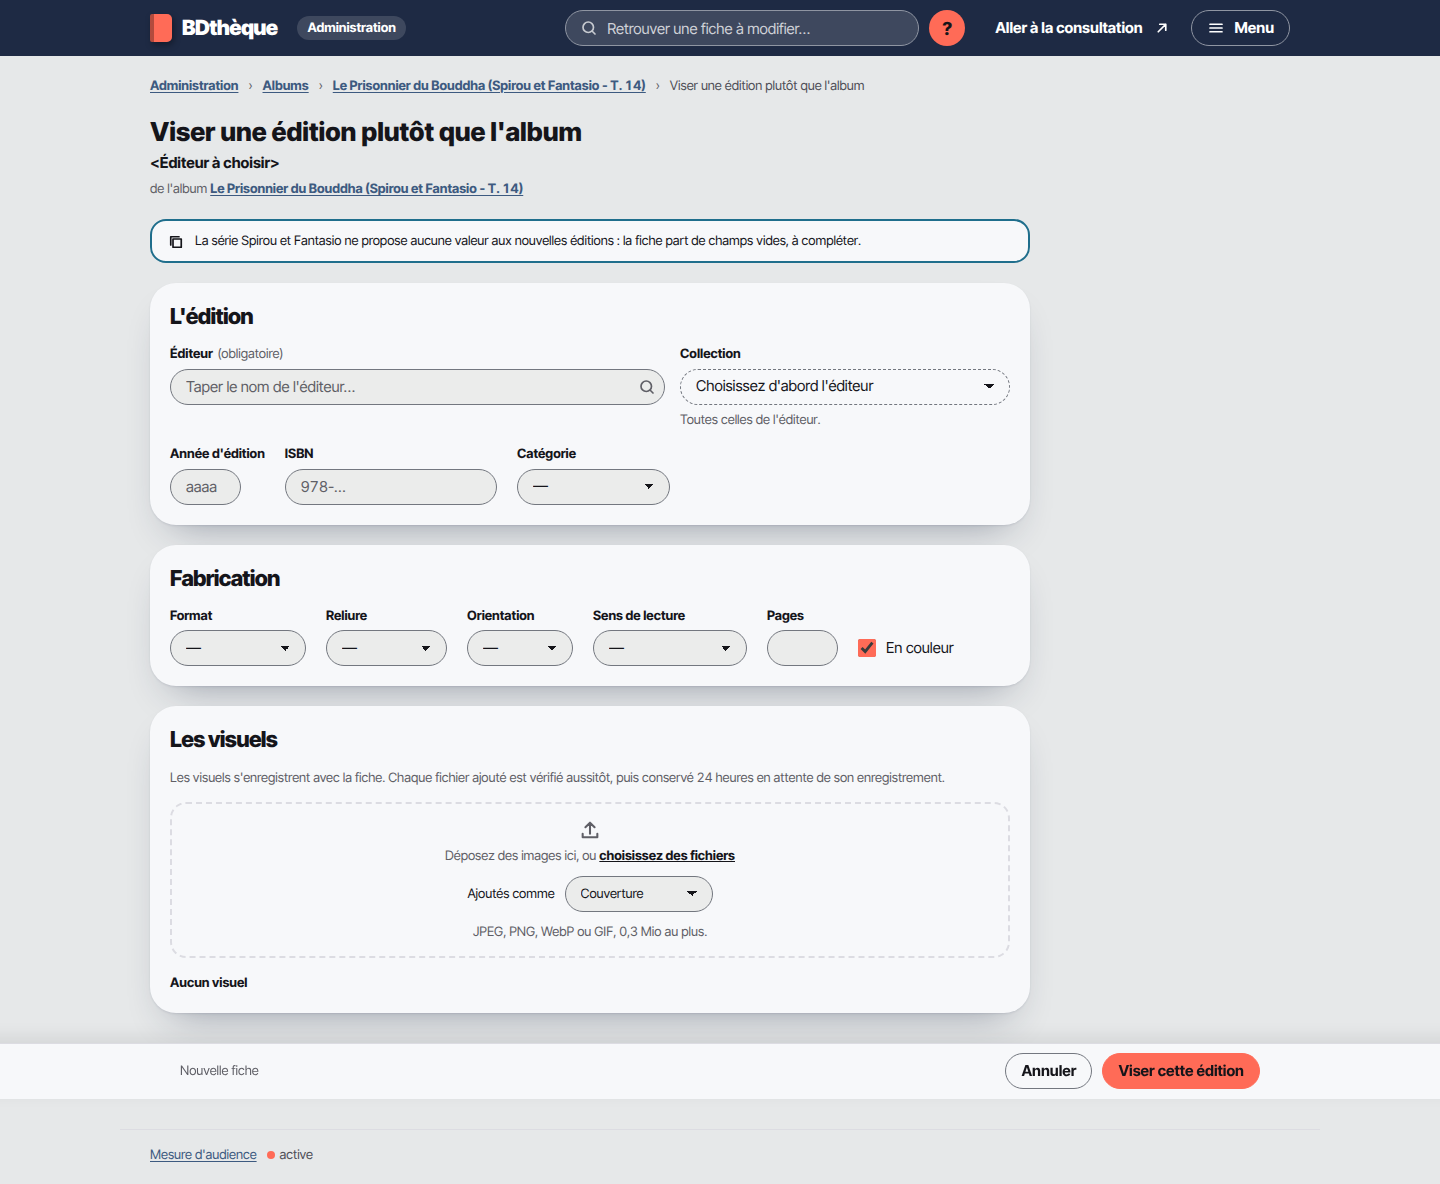 BDthèque
Administration
Retrouver une fiche à modifier...
?
Aller à la consultation
Menu
Administration › Albums › Le Prisonnier du Bouddha (Spirou et Fantasio - T. 14) › Viser une édition plutôt que l'album
Viser une édition plutôt que l'album
<Éditeur à choisir>
de l'album Le Prisonnier du Bouddha (Spirou et Fantasio - T. 14)
La série Spirou et Fantasio ne propose aucune valeur aux nouvelles éditions : la fiche part de champs vides, à compléter.
L'édition
Éditeur (obligatoire)
Collection
Taper le nom de l'éditeur...
Choisissez d'abord l'éditeur
Toutes celles de l'éditeur.
Année d'édition
ISBN
Catégorie
aaaa
978-...
—
Fabrication
Format
Reliure
Orientation
Sens de lecture
Pages
—
—
—
—
En couleur
Les visuels
Les visuels s'enregistrent avec la fiche. Chaque fichier ajouté est vérifié aussitôt, puis conservé 24 heures en attente de son enregistrement.
Déposez des images ici, ou choisissez des fichiers
Ajoutés comme
Couverture
JPEG, PNG, WebP ou GIF, 0,3 Mio au plus.
Aucun visuel
Nouvelle fiche
Annuler
Viser cette édition
Mesure d'audience
active